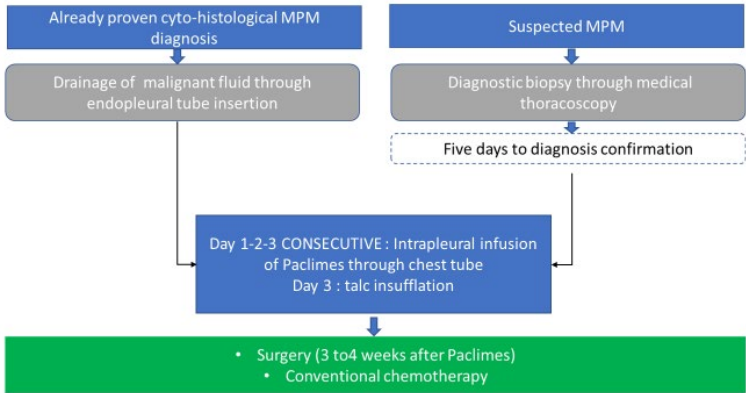 Already proven cyto-histological MPM
diagnosis
Drainage of malignant fluid through
endopleural tube insertion
Suspected MPM
Diagnostic biopsy through medical
thoracoscopy
Five days to diagnosis confirmation
Day 1-2-3 CONSECUTIVE : Intrapleural infusion
of Paclimes through chest tube
Day 3 : talc insufflation
• Surgery (3 to4 weeks after Paclimes)
• Conventional chemotherapy